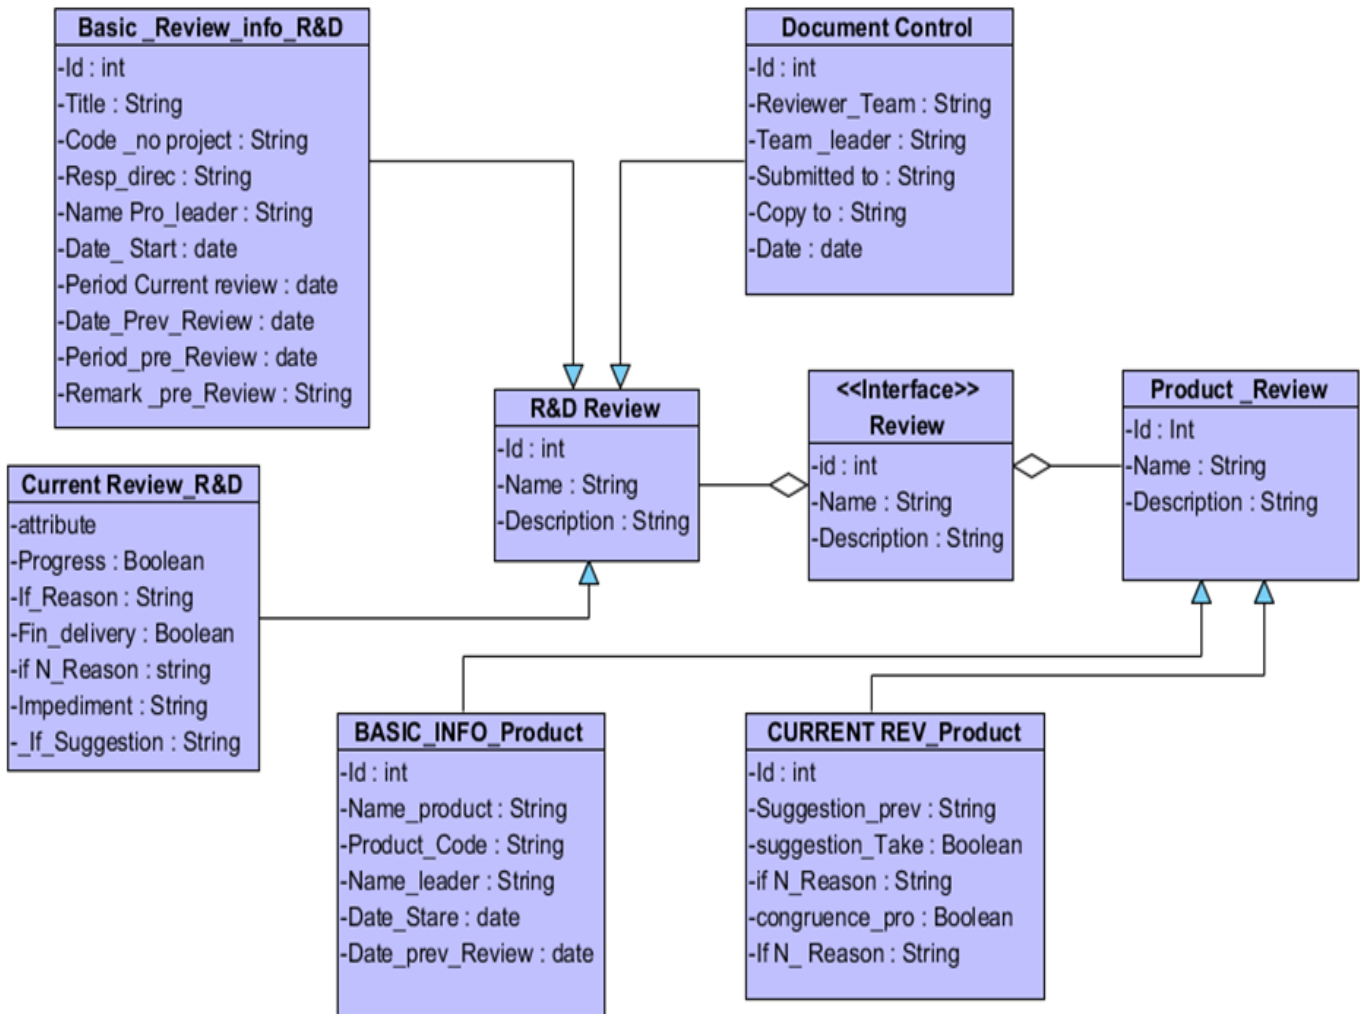 Basic _Review_info_R&D
-Id : int
-Title : String
-Code _no project : String
-Resp_direc : String
-Name Pro_leader : String
-Date_ Start : date
-Period Current review : date
-Date_Prev_Review : date
-Period_pre_Review : date
-Remark _pre_Review : String
Document Control
-Id : int
-Reviewer_Team : String
-Team _leader : String
-Submitted to : String
-Copy to : String
-Date : date
R&D Review
-Id : int
-Name : String
-Description : String
<<Interface>>
Review
-id : int
-Name : String
-Description : String
Product _Review
-Id : Int
-Name : String
-Description : String
Current Review_R&D
-attribute
-Progress : Boolean
-If_Reason : String
-Fin_delivery : Boolean
-if N_Reason : string
-Impediment : String
-_If_Suggestion : String
BASIC_INFO_Product
-Id : int
-Name_product : String
-Product_Code : String
-Name_leader : String
-Date_Stare : date
-Date_prev_Review : date
CURRENT REV_Product
-Id : int
-Suggestion_prev : String
-suggestion_Take : Boolean
-if N_Reason : String
-congruence_pro : Boolean
-If N_ Reason : String